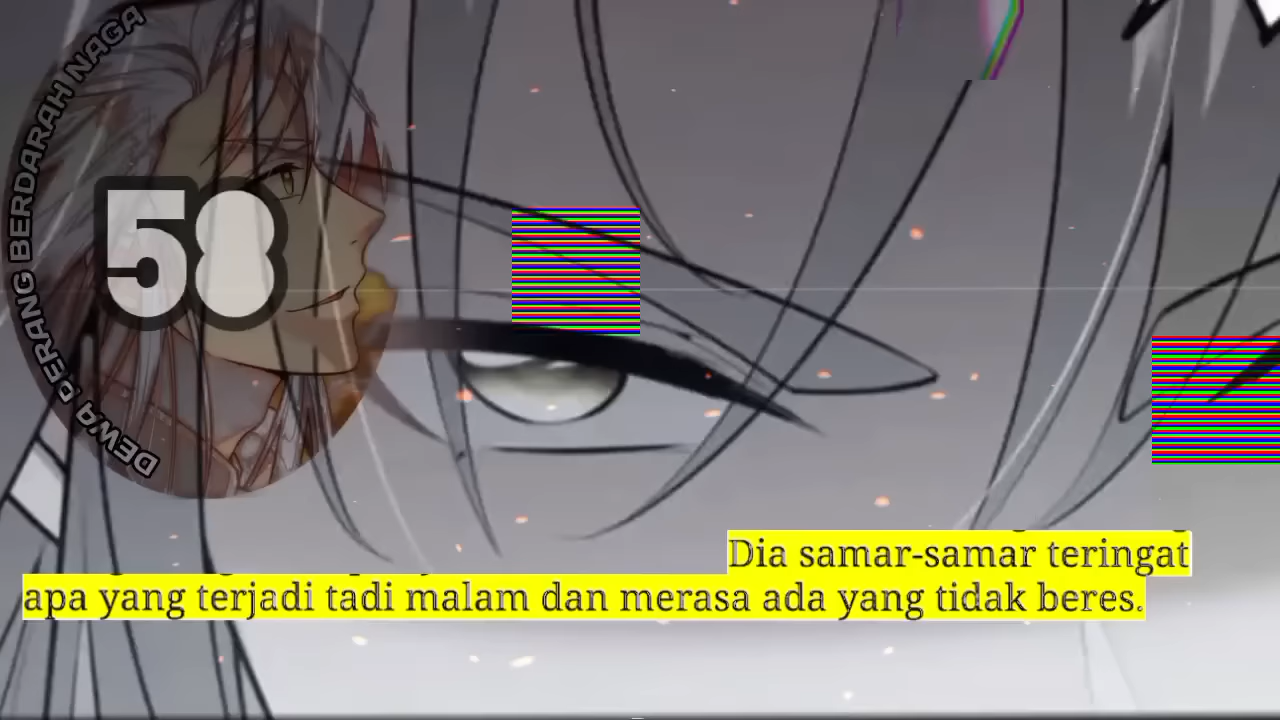 DEWA PERANG BERDARAH NAGA
58
Dia samar-samar teringat
apa yang terjadi tadi malam dan merasa ada yang tidak beres.